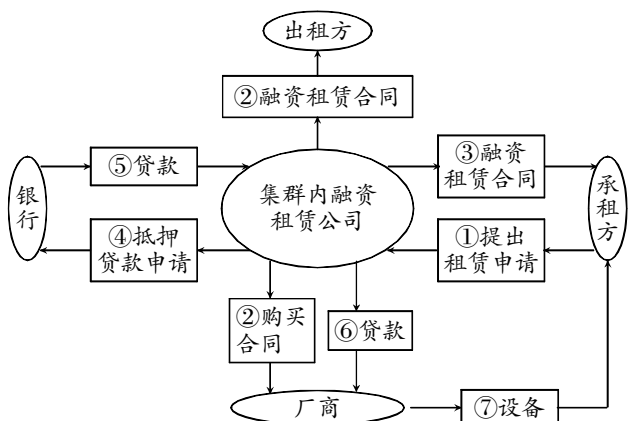 出租方
②融资租赁合同
⑤贷款
③融资
租赁合同
银
行
集群内融资
租赁公司
承
租
方
④抵押
贷款申请
①提出
租赁申请
②购买
合同
⑥贷款
厂商
⑦设备